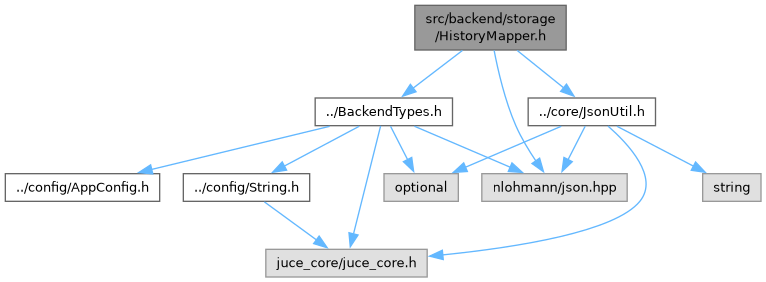 src/backend/storage
/HistoryMapper.h
../BackendTypes.h
../core/JsonUtil.h
../config/AppConfig.h
../config/String.h
optional
nlohmann/json.hpp
string
juce_core/juce_core.h